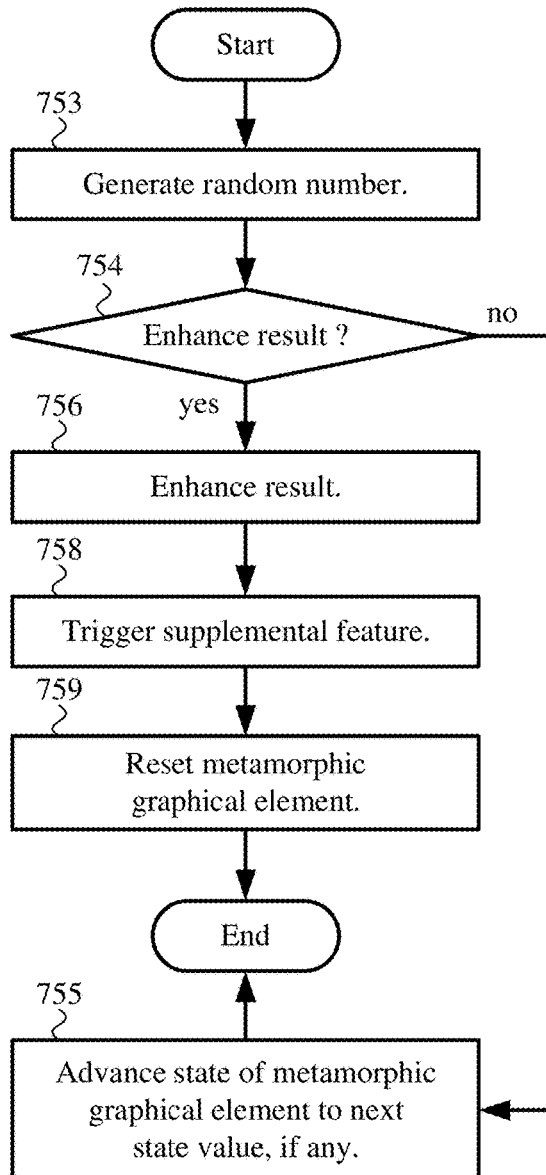 Start
753
Generate random number.
754
Enhance result ?
no
yes
756
Enhance result.
758
Trigger supplemental feature.
759
Reset metamorphic
graphical element.
End
755
Advance state of metamorphic
graphical element to next
state value, if any.